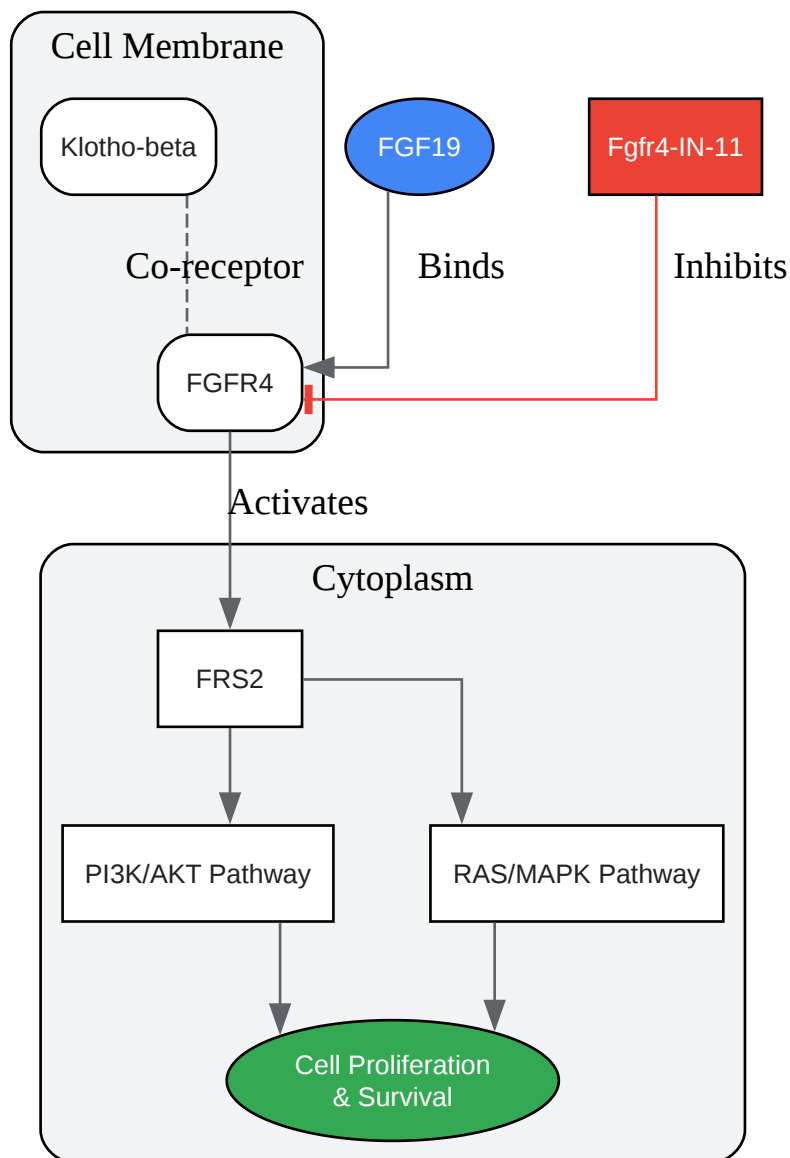 Cell Membrane
Klotho-beta
FGF19
Fgfr4-IN-11
Co-receptor
Binds
Inhibits
FGFR4
Activates
Cytoplasm
FRS2
PI3K/AKT Pathway
RAS/MAPK Pathway
Cell Proliferation
& Survival